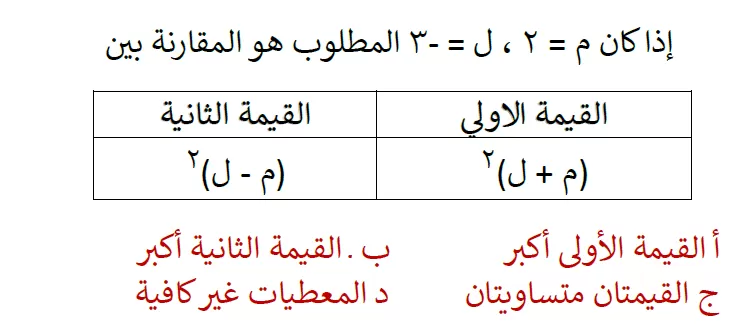 إذا كان م = ٢ ، ل = -٣ المطلوب هو المقارنة بين
القيمة الاولي القيمة الثانية
(م + ل)٢ (م - ل)٢
أ القيمة الأولى أكبر ب . القيمة الثانية أكبر
ج القيمتان متساويتان د المعطيات غير كافية